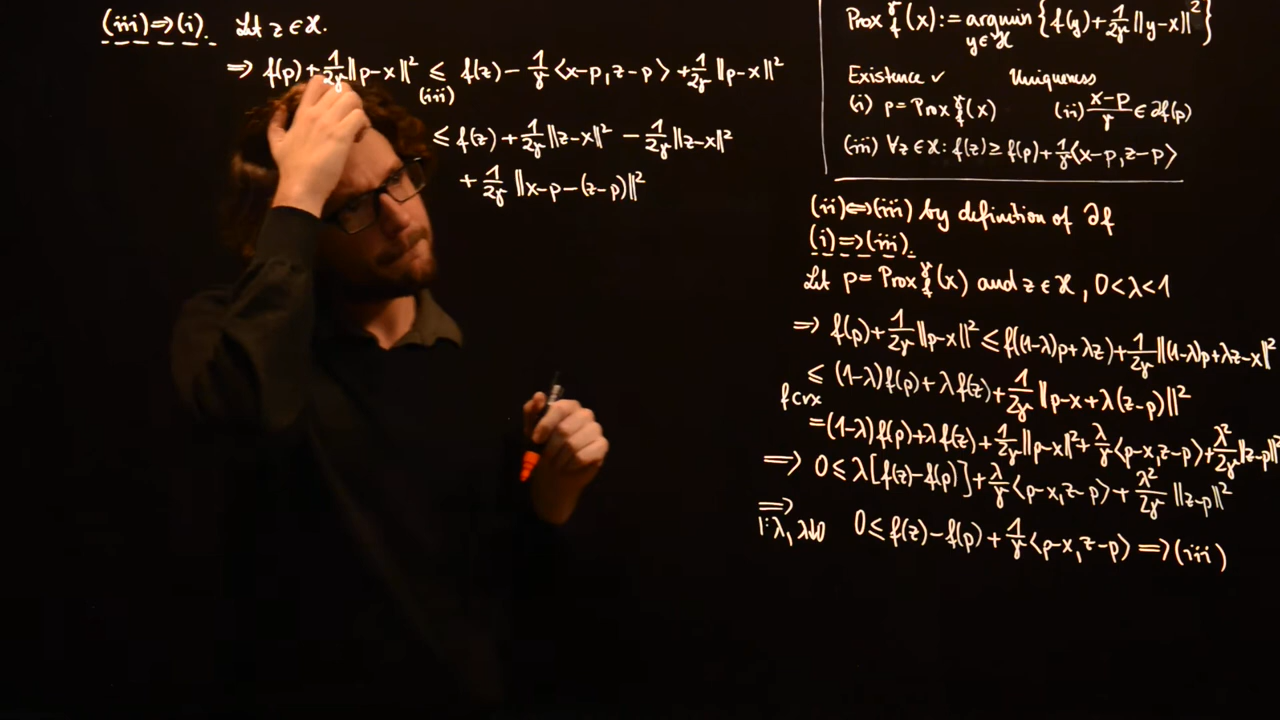 (iii)⇒(i). Let z ∈ ℋ.
⇒ f(p)+1/2γ‖p−x‖² ≤ f(z)− 1/γ⟨x−p,z−p⟩ +1/2γ‖p−x‖²
(iii)
≤ f(z)+1/2γ‖z−x‖² −1/2γ‖z−x‖²
+ 1/2γ ‖x−p−(z−p)‖²
Prox^γ_f(x):= argmin {f(y)+1/2γ‖y−x‖²}
y∈ℋ
Existence ✓ Uniqueness
(i) p=Prox^γ_f(x) (ii) x−p/γ ∈ ∂f(p)
(iii) ∀z∈ℋ: f(z)≥f(p)+1/γ⟨x−p,z−p⟩
(ii)⇔(iii) by definition of ∂f
(i)⇒(iii).
Let p=Prox^γ_f(x) and z∈ℋ, 0<λ<1
⇒ f(p)+1/2γ‖p−x‖² ≤ f((1−λ)p+λz)+1/2γ‖(1−λ)p+λz−x‖²
≤ (1−λ)f(p)+λf(z)+1/2γ‖p−x+λ(z−p)‖²
f cvx
=(1−λ)f(p)+λf(z)+1/2γ‖p−x‖²+λ/γ⟨p−x,z−p⟩+λ²/2γ‖z−p‖²
⇒ 0≤λ[f(z)−f(p)]+λ/γ⟨p−x,z−p⟩+λ²/2γ‖z−p‖²
⇒ 0≤f(z)−f(p)+1/γ⟨p−x,z−p⟩⇒(iii)
|:λ, λ↓0